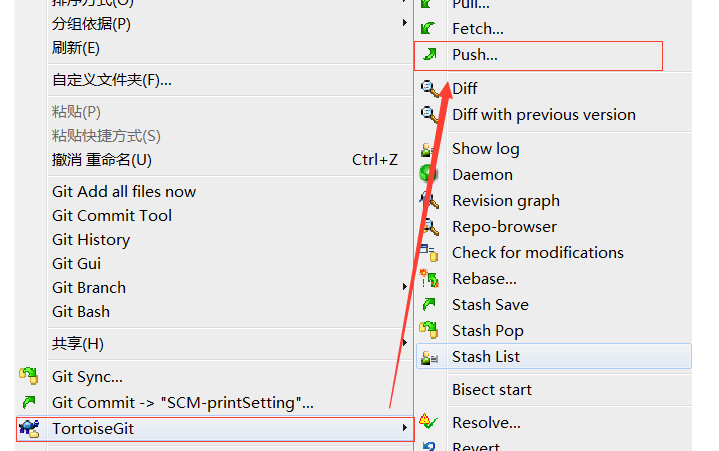 排序方式(O)
分组依据(P)
刷新(E)
自定义文件夹(F)...
粘贴(P)
粘贴快捷方式(S)
撤消 重命名(U) Ctrl+Z
Git Add all files now
Git Commit Tool
Git History
Git Gui
Git Branch
Git Bash
共享(H)
Git Sync...
Git Commit -> "SCM-printSetting"...
TortoiseGit
Pull...
Fetch...
Push...
Diff
Diff with previous version
Show log
Daemon
Revision graph
Repo-browser
Check for modifications
Rebase...
Stash Save
Stash Pop
Stash List
Bisect start
Resolve...
Revert